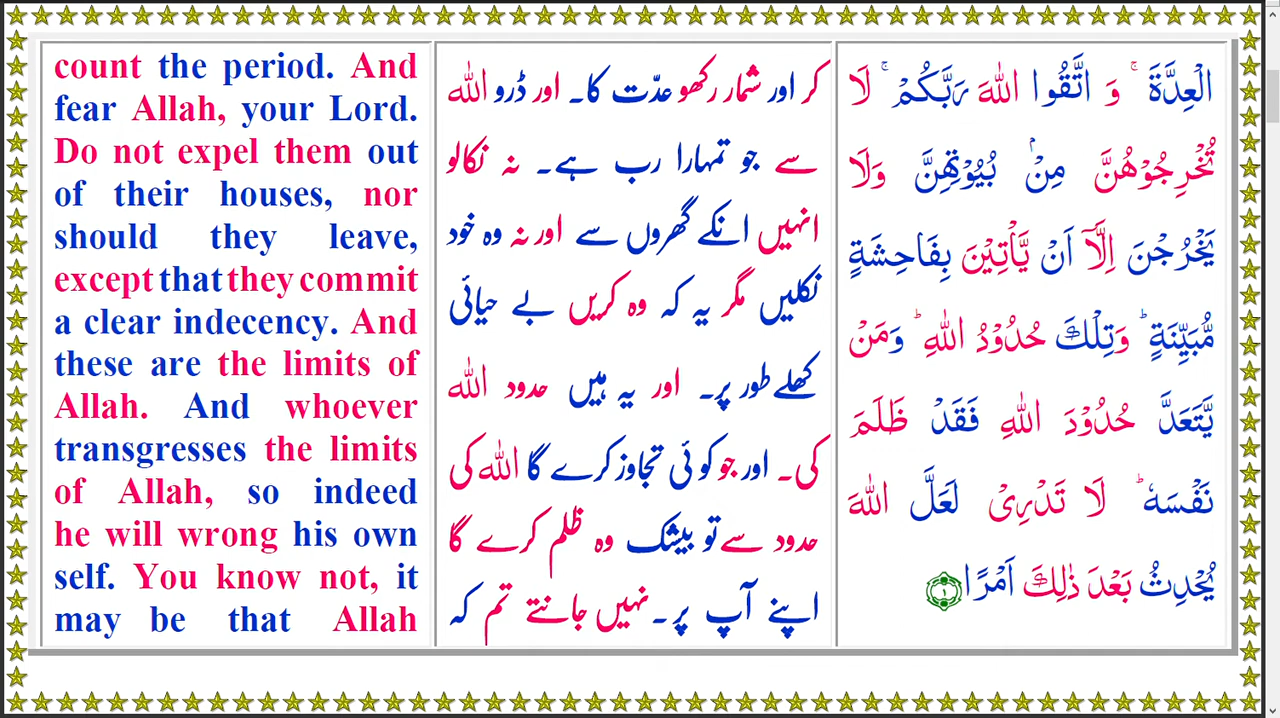 count the period. And
fear Allah, your Lord.
Do not expel them out
of their houses, nor
should they leave,
except that they commit
a clear indecency. And
these are the limits of
Allah. And whoever
transgresses the limits
of Allah, so indeed
he will wrong his own
self. You know not, it
may be that Allah
کر اور شمار رکھو عدّت کا۔ اور ڈرو اللہ
سے جو تمہارا رب ہے۔ نہ نکالو
انہیں انکے گھروں سے اور نہ وہ خود
نکلیں مگر یہ کہ وہ کریں بے حیائی
کھلے طور پر۔ اور یہ ہیں حدود اللہ
کی۔ اور جو کوئی تجاوز کرے گا اللہ کی
حدود سے تو بیشک وہ ظلم کرے گا
اپنے آپ پر۔ نہیں جانتے تم کہ
الْعِدَّةَ ۚ وَ اتَّقُوا اللّٰهَ رَبَّكُمْ ۚ لَا
تُخْرِجُوْهُنَّ مِنْۢ بُيُوْتِهِنَّ وَلَا
يَخْرُجْنَ اِلَّاۤ اَنْ يَّاْتِيْنَ بِفَاحِشَةٍ
مُّبَيِّنَةٍ ؕ وَتِلْكَ حُدُوْدُ اللّٰهِ ؕ وَمَنْ
يَّتَعَدَّ حُدُوْدَ اللّٰهِ فَقَدْ ظَلَمَ
نَفْسَهٗ ؕ لَا تَدْرِىْ لَعَلَّ اللّٰهَ
يُحْدِثُ بَعْدَ ذٰلِكَ اَمْرًا ۱